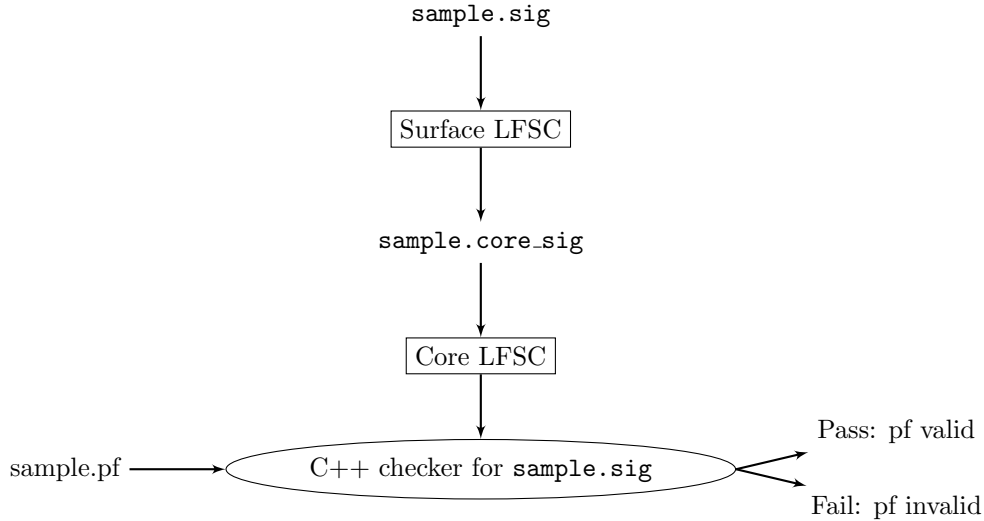 sample.sig
Surface LFSC
sample.core_sig
Core LFSC
Pass: pf valid
sample.pf
C++ checker for sample.sig
Fail: pf invalid